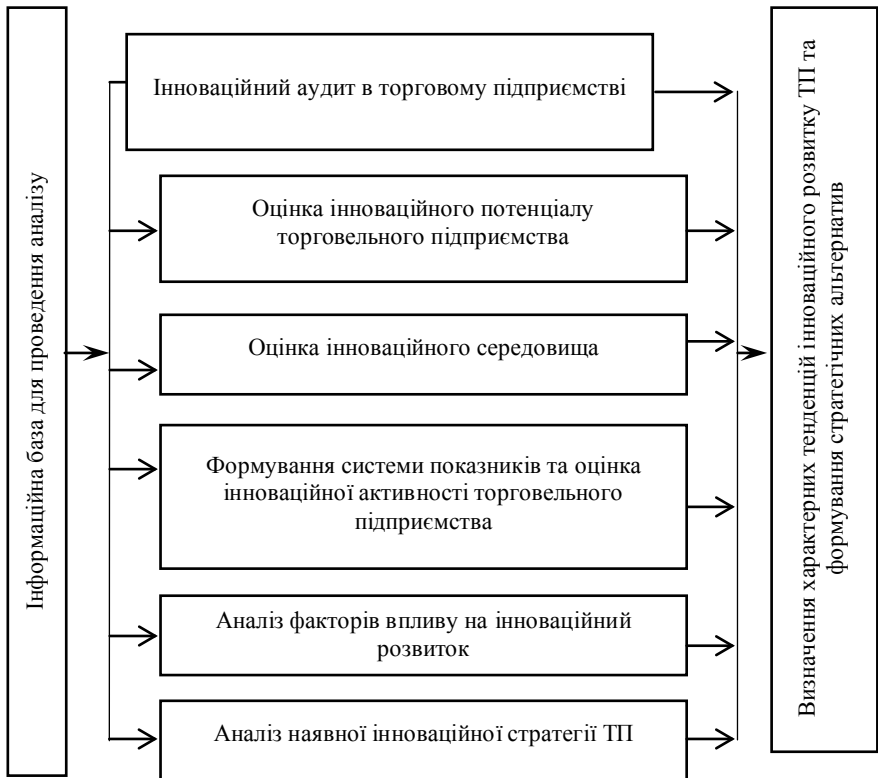 Інформаційна база для проведення аналізу
Інноваційний аудит в торговому підприємстві
Оцінка інноваційного потенціалу
торговельного підприємства
Оцінка інноваційного середовища
Формування системи показників та оцінка
інноваційної активності торговельного
підприємства
Аналіз факторів впливу на інноваційний
розвиток
Аналіз наявної інноваційної стратегії ТП
Визначення характерних тенденцій інноваційного розвитку ТП та
формування стратегічних альтернатив